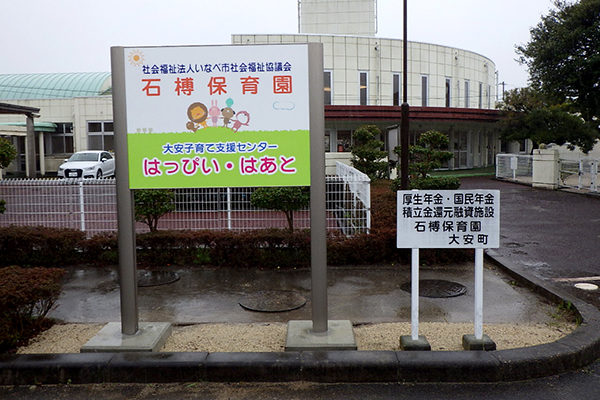 社会福祉法人いなべ市社会福祉協議会
石榑保育園
大安子育て支援センター
はっぴぃ・はあと
厚生年金・国民年金
積立金還元融資施設
石榑保育園
大安町